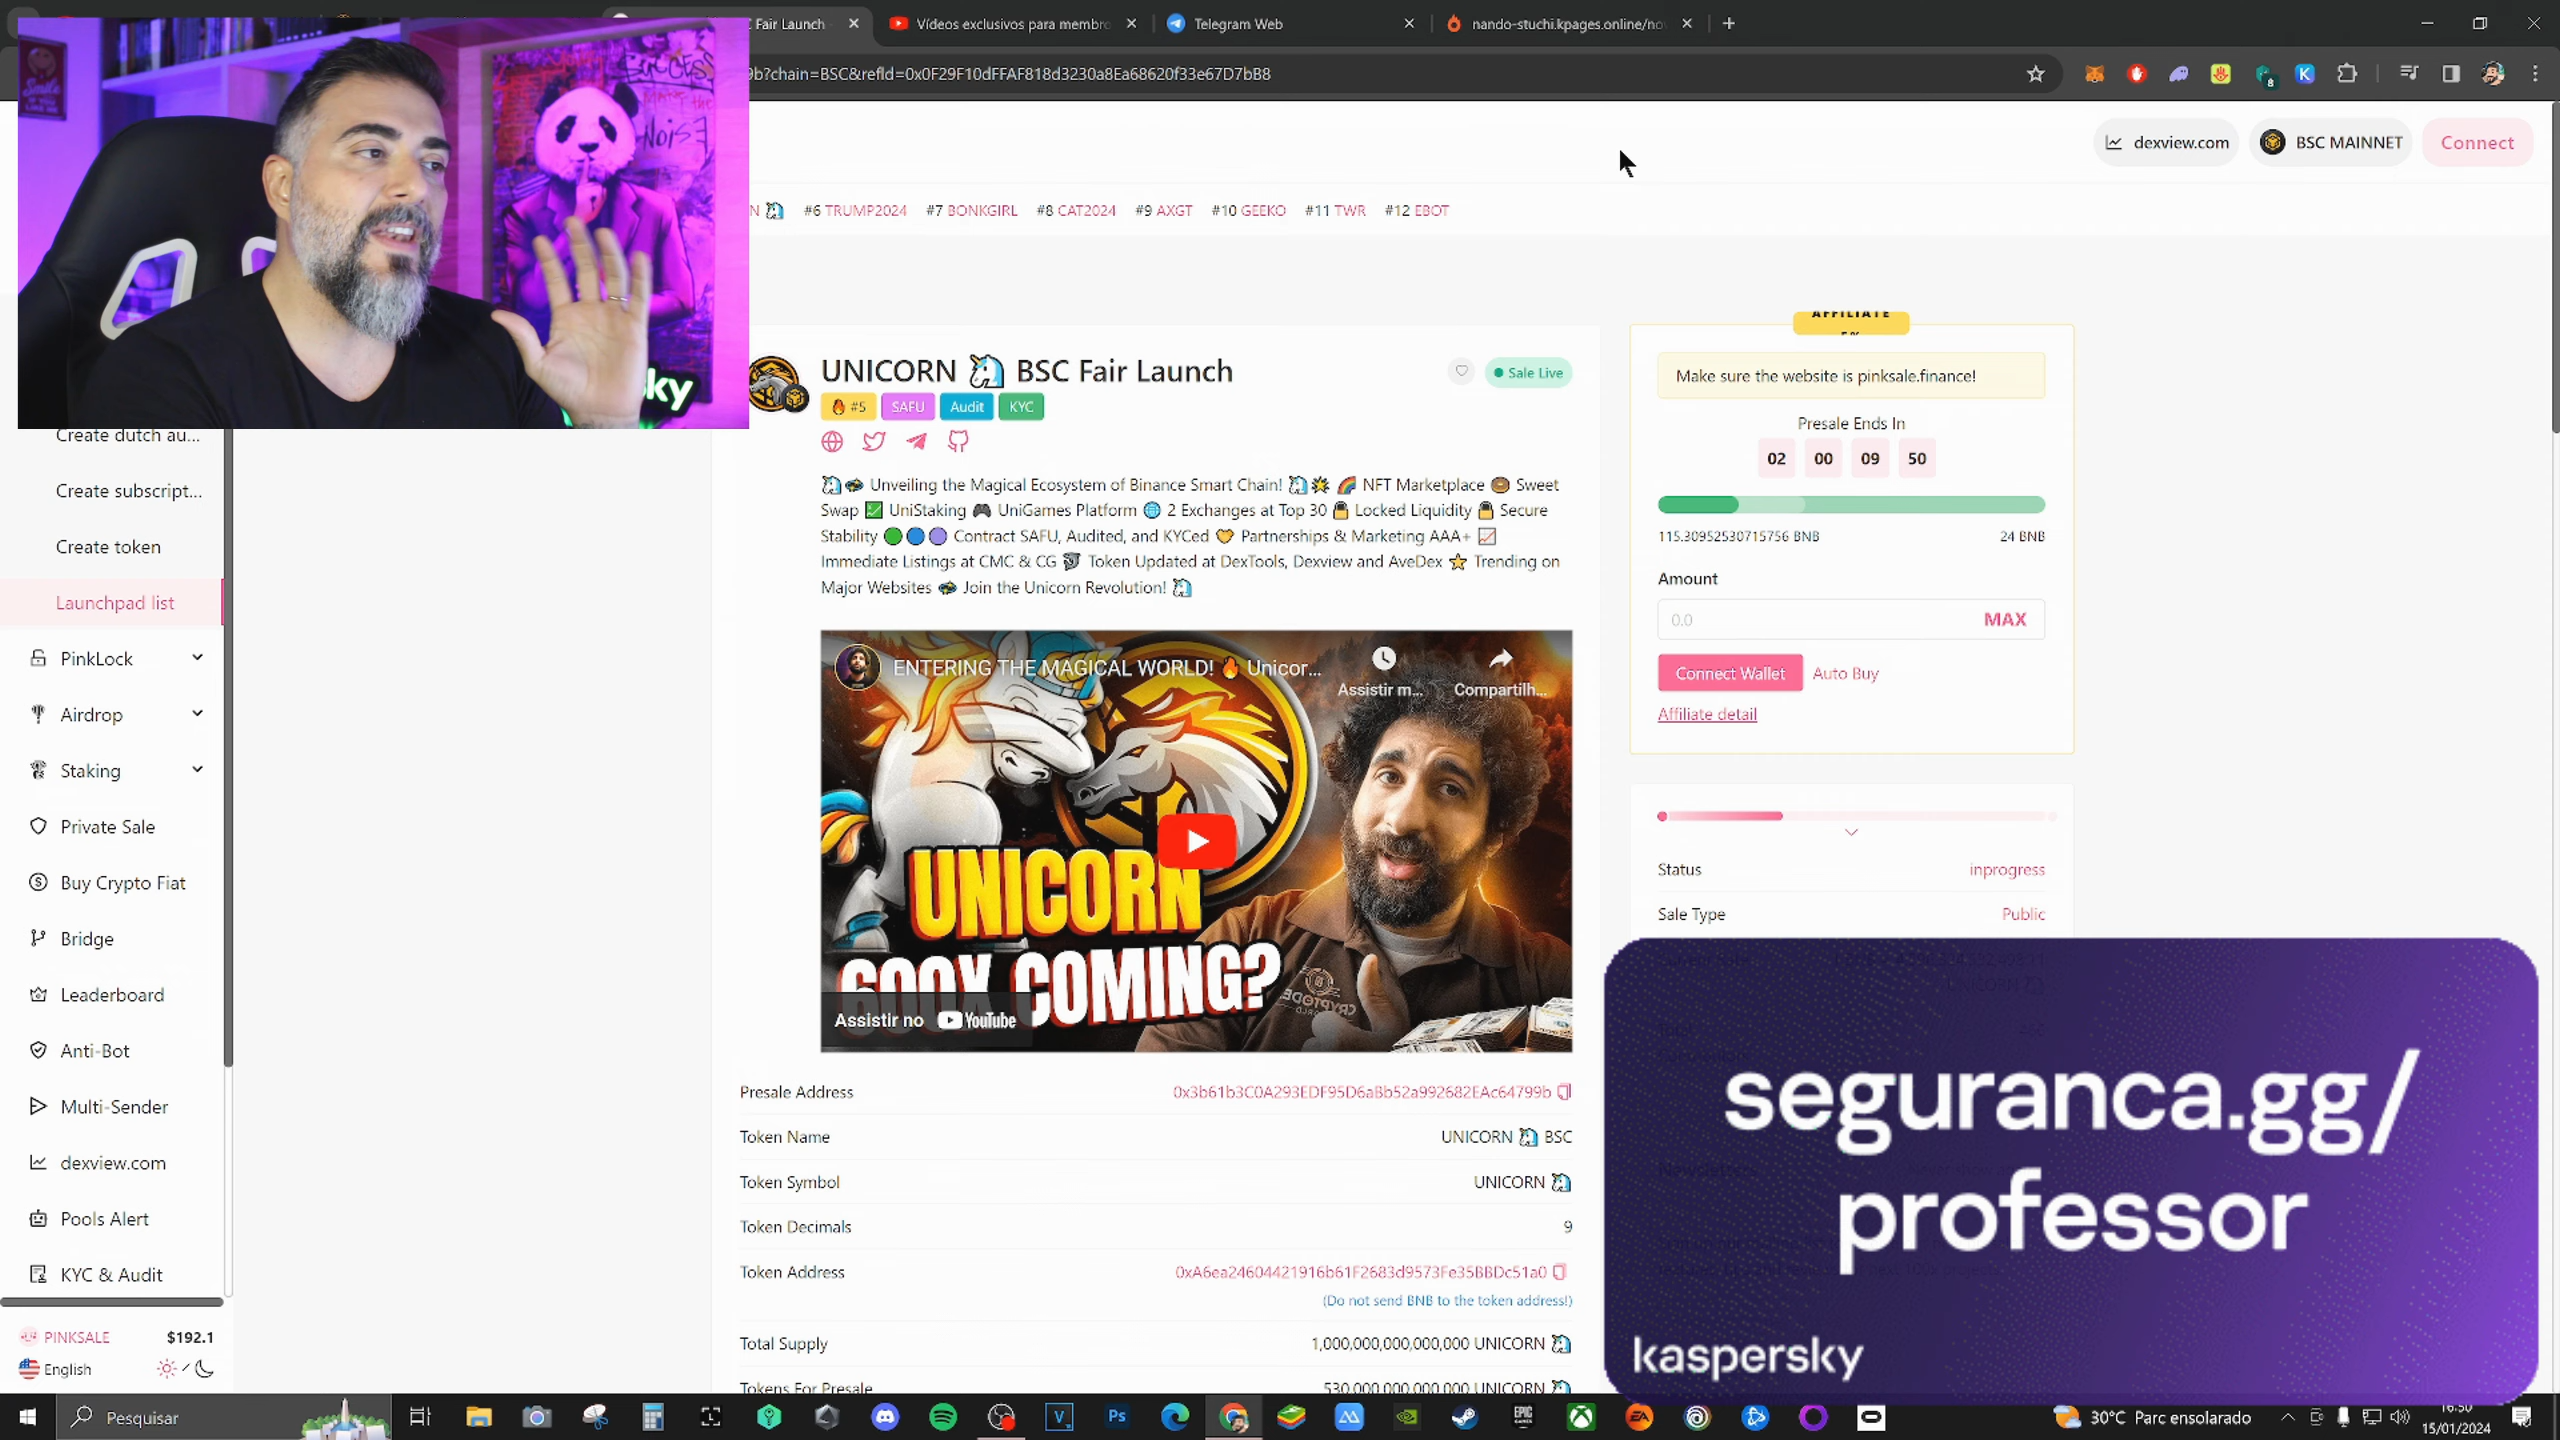 C Fair Launch
Vídeos exclusivos para membro
Telegram Web
nando-stuchi.kpages.online/no
9b?chain=BSC&refId=0x0F29F10dFFAF818d3230a8Ea68620f33e67D7bB8
dexview.com
BSC MAINNET
Connect
N 🦄 #6 TRUMP2024 #7 BONKGIRL #8 CAT2024 #9 AXGT #10 GEEKO #11 TWR #12 EBOT
Create dutch au...
Create subscript...
Create token
Launchpad list
PinkLock
Airdrop
Staking
Private Sale
Buy Crypto Fiat
Bridge
Leaderboard
Anti-Bot
Multi-Sender
dexview.com
Pools Alert
KYC & Audit
PINKSALE $192.1
English
UNICORN 🦄 BSC Fair Launch
Sale Live
🔥 #5 SAFU Audit KYC
🦄🛸 Unveiling the Magical Ecosystem of Binance Smart Chain! 🦄🌟 🌈 NFT Marketplace 🍩 Sweet
Swap 💹 UniStaking 🎮 UniGames Platform 🌐 2 Exchanges at Top 30 🔒 Locked Liquidity 🔒 Secure
Stability 🟢🔵🟣 Contract SAFU, Audited, and KYCed 💛 Partnerships & Marketing AAA+ 📈
Immediate Listings at CMC & CG 🌪 Token Updated at DexTools, Dexview and AveDex ⭐ Trending on
Major Websites 🛸 Join the Unicorn Revolution! 🦄
ENTERING THE MAGICAL WORLD! 🔥 Unicor...
Assistir m...
Compartilh...
UNICORN
600X COMING?
Assistir no YouTube
Presale Address 0x3b61b3C0A293EDF95D6aBb52a992682EAc64799b
Token Name UNICORN 🦄 BSC
Token Symbol UNICORN 🦄
Token Decimals 9
Token Address 0xA6ea24604421916b61F2683d9573Fe35BBDc51a0
(Do not send BNB to the token address!)
Total Supply 1,000,000,000,000,000 UNICORN 🦄
Tokens For Presale 530,000,000,000,000 UNICORN 🦄
AFFILIATE
5%
Make sure the website is pinksale.finance!
Presale Ends In
02 00 09 50
115.30952530715756 BNB 24 BNB
Amount
0.0 MAX
Connect Wallet Auto Buy
Affiliate detail
Status inprogress
Sale Type Public
seguranca.gg/
professor
kaspersky
Pesquisar
30°C Parc ensolarado
16:50
15/01/2024